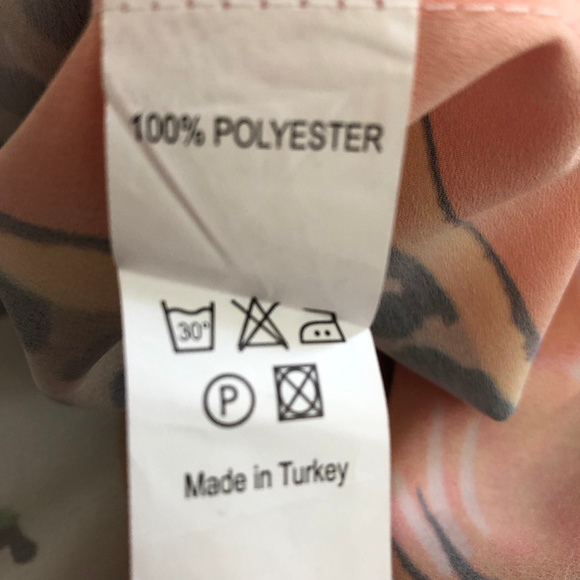 100% POLYESTER
30°
P
Made in Turkey